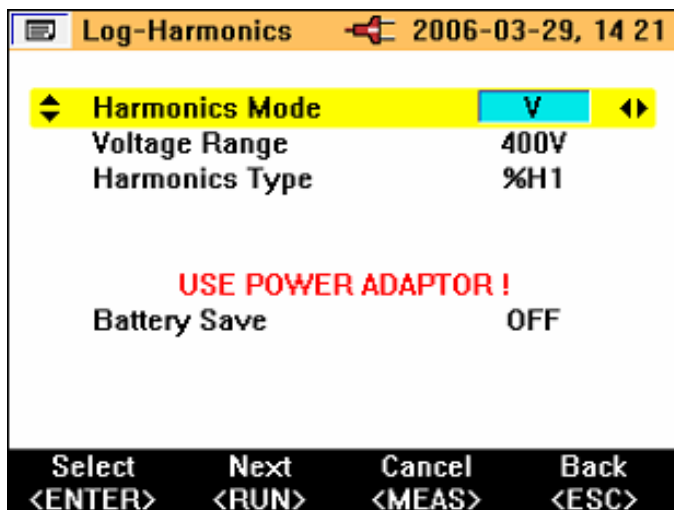 Log-Harmonics 2006-03-29, 14 21
Harmonics Mode V
Voltage Range 400V
Harmonics Type %H1
USE POWER ADAPTOR !
Battery Save OFF
Select Next Cancel Back
<ENTER> <RUN> <MEAS> <ESC>